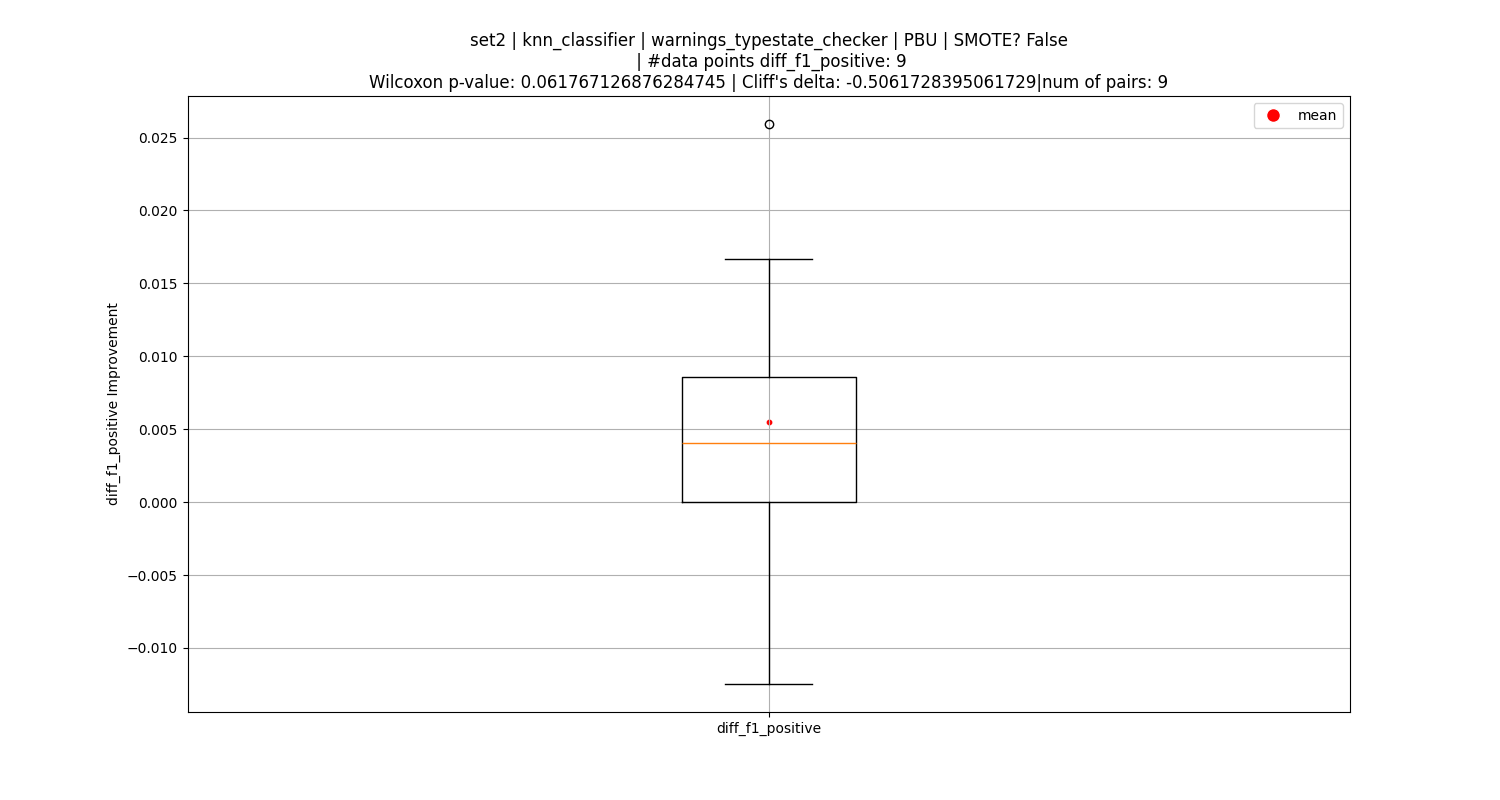 set2 | knn_classifier | warnings_typestate_checker | PBU | SMOTE? False
| #data points diff_f1_positive: 9
Wilcoxon p-value: 0.061767126876284745 | Cliff's delta: -0.5061728395061729|num of pairs: 9
mean
0.025
0.020
0.015
0.010
0.005
0.000
−0.005
−0.010
diff_f1_positive Improvement
diff_f1_positive